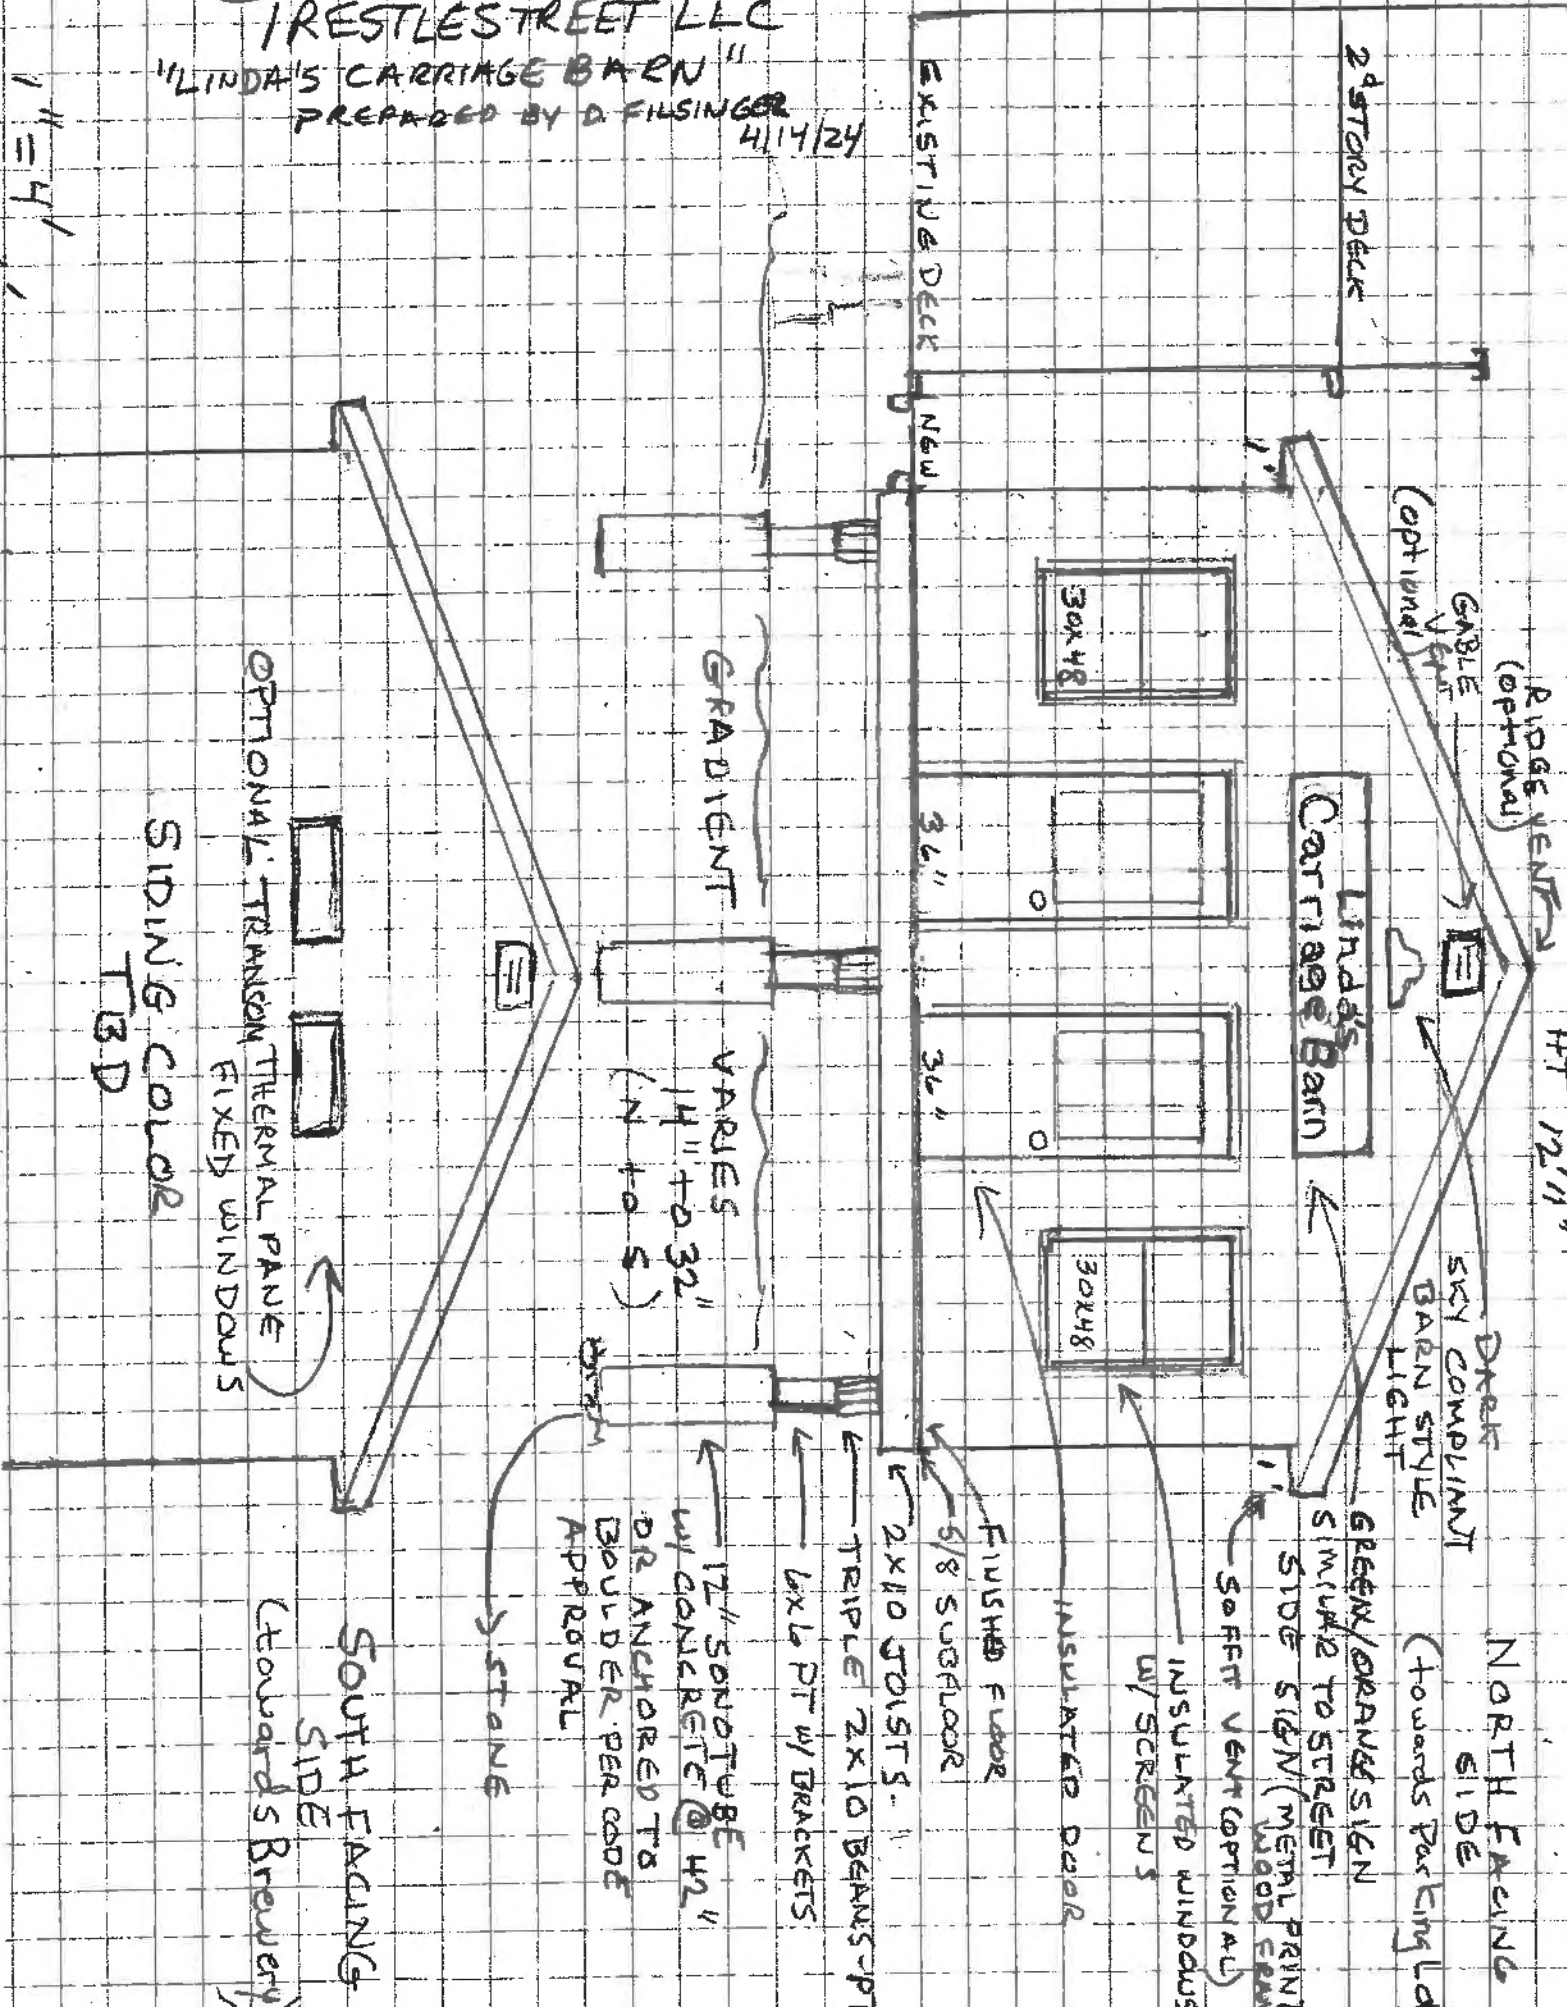 TRESTLESTREET LLC
"LINDA'S CARRIAGE BARN"
PREPARED BY D. FILSINGER
4/14/24
1"=4'
RIDGE VENT
(optional)
GABLE
VENT
(optional)
HT 12'11"
NORTH FACING
SIDE
(towards Parking Lo
DARK
SKY COMPLIANT
BARN STYLE
LIGHT
2d STORY DECK
1'
Linda's
Carriage Barn
1'
GREEN/ORANGE SIGN
SIMILAR TO STREET
SIDE SIGN (METAL PRINT
WOOD FRAM
SOFFIT VENT (OPTIONAL)
INSULATED WINDOWS
W/SCREENS
30X48
30X48
INSULATED DOOR
36"
36"
EXISTING DECK
NEW
FINISHED FLOOR
5/8 SUBFLOOR
2X10 JOISTS
TRIPLE 2X10 BEAMS-PT
6X6 PT W/ BRACKETS
GRADIENT VARIES
14" to 32"
(N to S)
12" SONOTUBE
W/ CONCRETE @ 42"
OR ANCHORED TO
BOULDER PER CODE
APPROVAL
STONE
SOUTH FACING
SIDE
(towards Brewery)
OPTIONAL TRANSOM THERMAL PANE
FIXED WINDOWS
SIDING COLOR
TBD